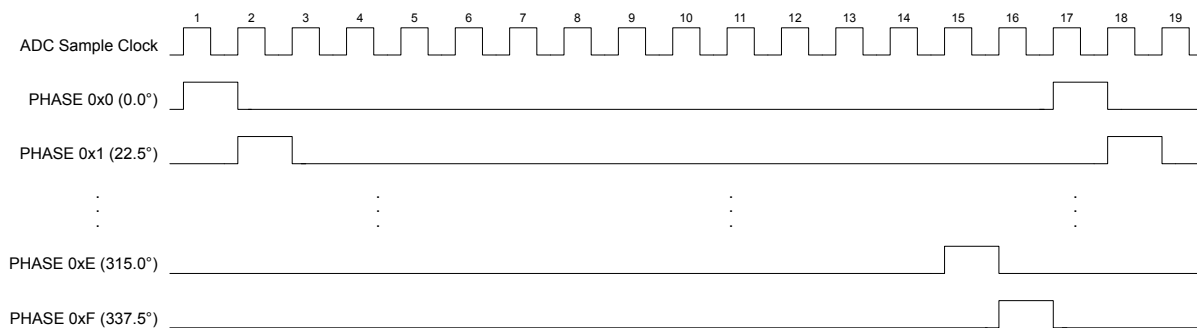 1 2 3 4 5 6 7 8 9 10 11 12 13 14 15 16 17 18 19
ADC Sample Clock
PHASE 0x0 (0.0°)
PHASE 0x1 (22.5°)
PHASE 0xE (315.0°)
PHASE 0xF (337.5°)